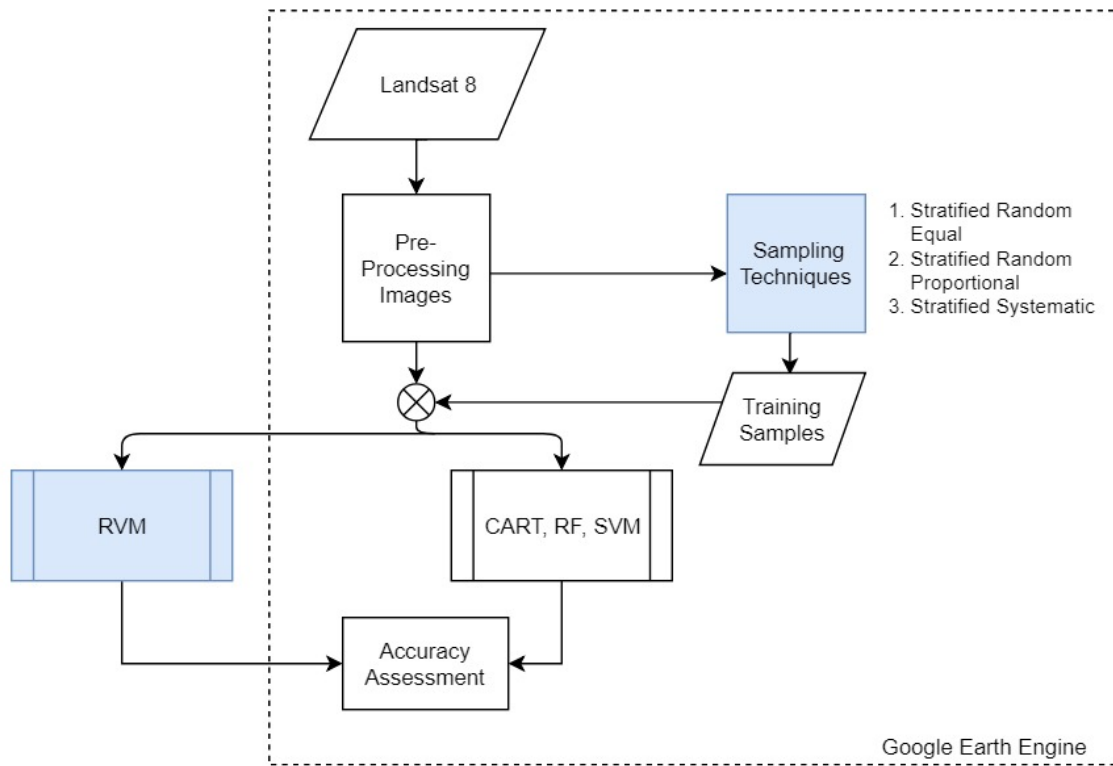 Landsat 8
Pre-
Processing
Images
Sampling
Techniques
1. Stratified Random
Equal
2. Stratified Random
Proportional
3. Stratified Systematic
Training
Samples
RVM
CART, RF, SVM
Accuracy
Assessment
Google Earth Engine